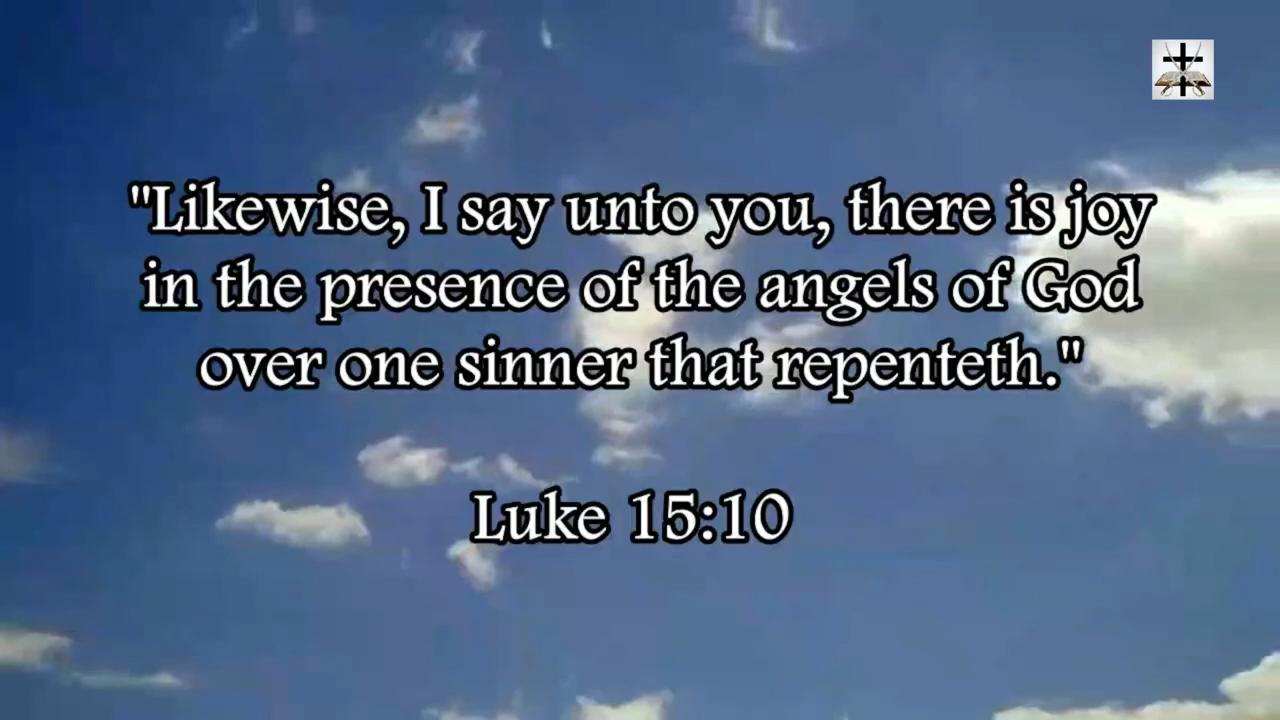 "Likewise, I say unto you, there is joy
in the presence of the angels of God
over one sinner that repenteth."
Luke 15:10